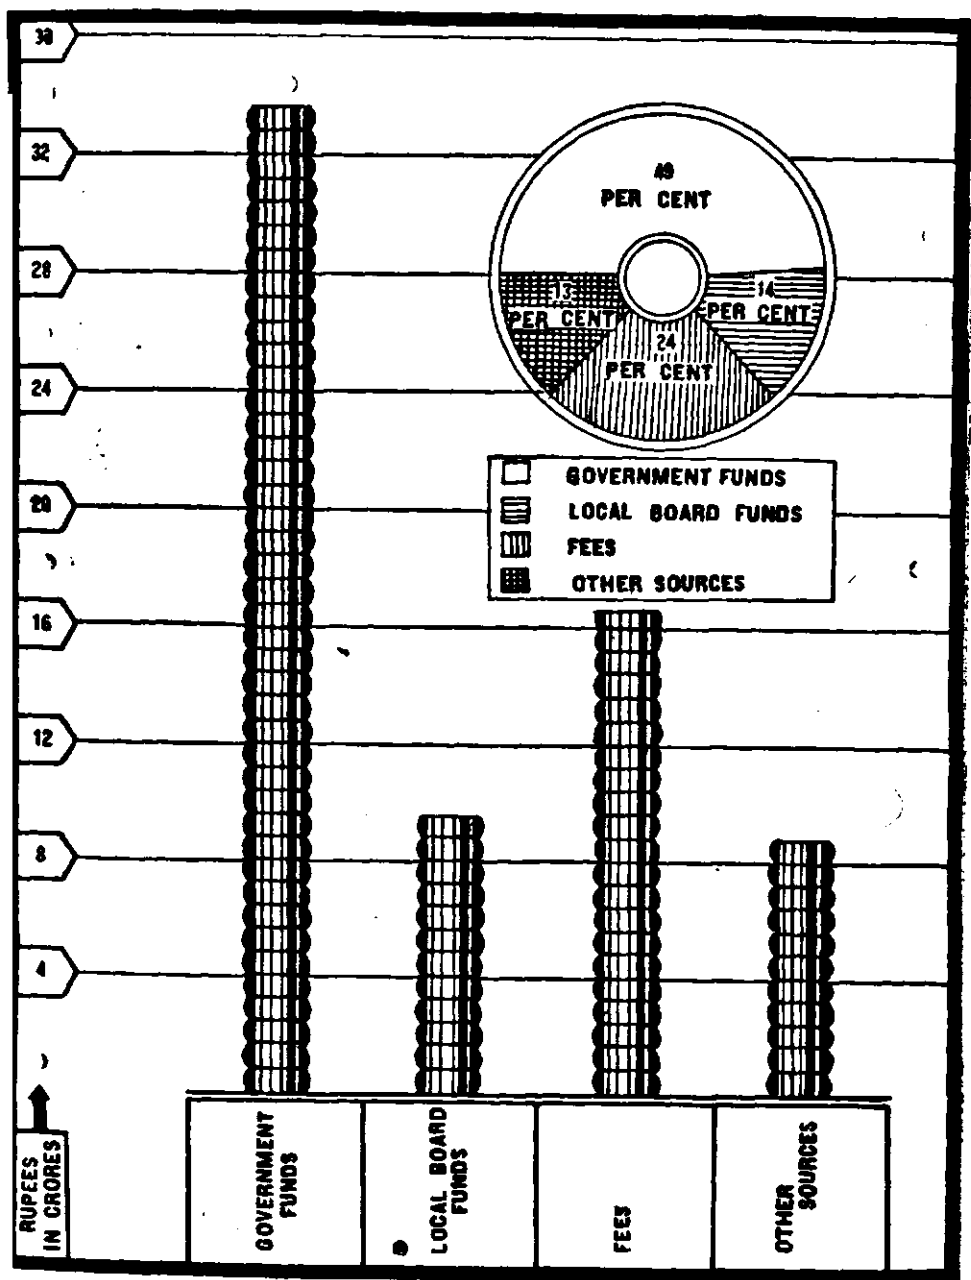 32
28
24
20
16
12
8
4
RUPEES
IN CRORES
49
PER CENT
13
PER CENT
14
PER CENT
24
PER CENT
GOVERNMENT FUNDS
LOCAL BOARD FUNDS
FEES
OTHER SOURCES
GOVERNMENT
FUNDS
LOCAL BOARD
FUNDS
FEES
OTHER
SOURCES